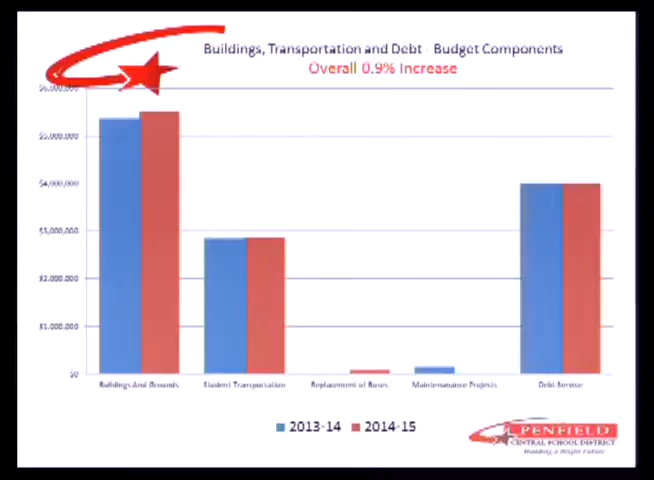 Buildings, Transportation and Debt - Budget Components
Overall 0.9% Increase
$6,000,000
$5,000,000
$4,000,000
$3,000,000
$2,000,000
$1,000,000
$0
Buildings And Grounds
Student Transportation
Replacement of Buses
Maintenanance Projects
Debt Service
2013-14
2014-15
PENFIELD
CENTRAL SCHOOL DISTRICT
Building a Bright Future